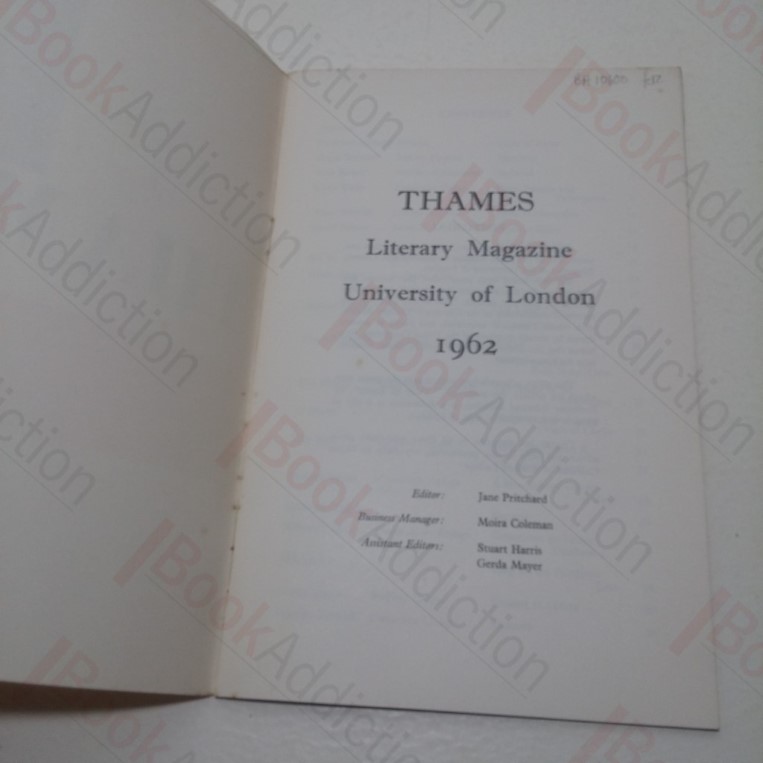 THAMES
Literary Magazine
University of London
1962
Editor: Jane Pritchard
Business Manager: Moira Coleman
Assistant Editors: Stuart Harris
Gerda Mayer
BookAddiction